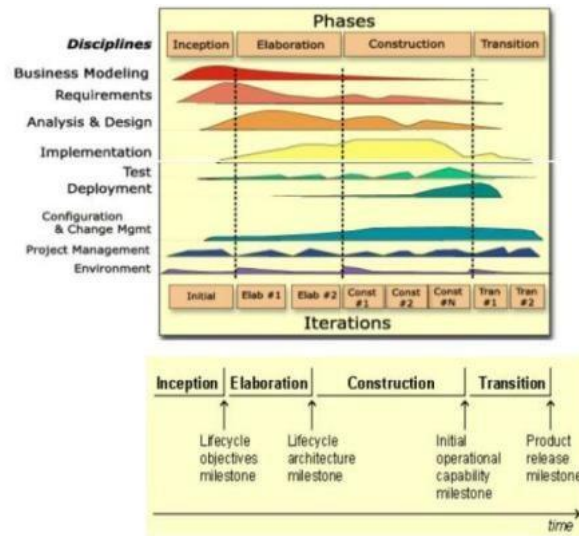 Phases
Disciplines
Inception
Elaboration
Construction
Transition
Business Modeling
Requirements
Analysis & Design
Implementation
Test
Deployment
Configuration
& Change Mgmt
Project Management
Environment
Initial
Elab #1
Elab #2
Const
#1
Const
#2
Const
#N
Tran
#1
Tran
#2
Iterations
Inception
Elaboration
Construction
Transition
Lifecycle
objectives
milestone
Lifecycle
architecture
milestone
Initial
operational
capability
milestone
Product
release
milestone
time